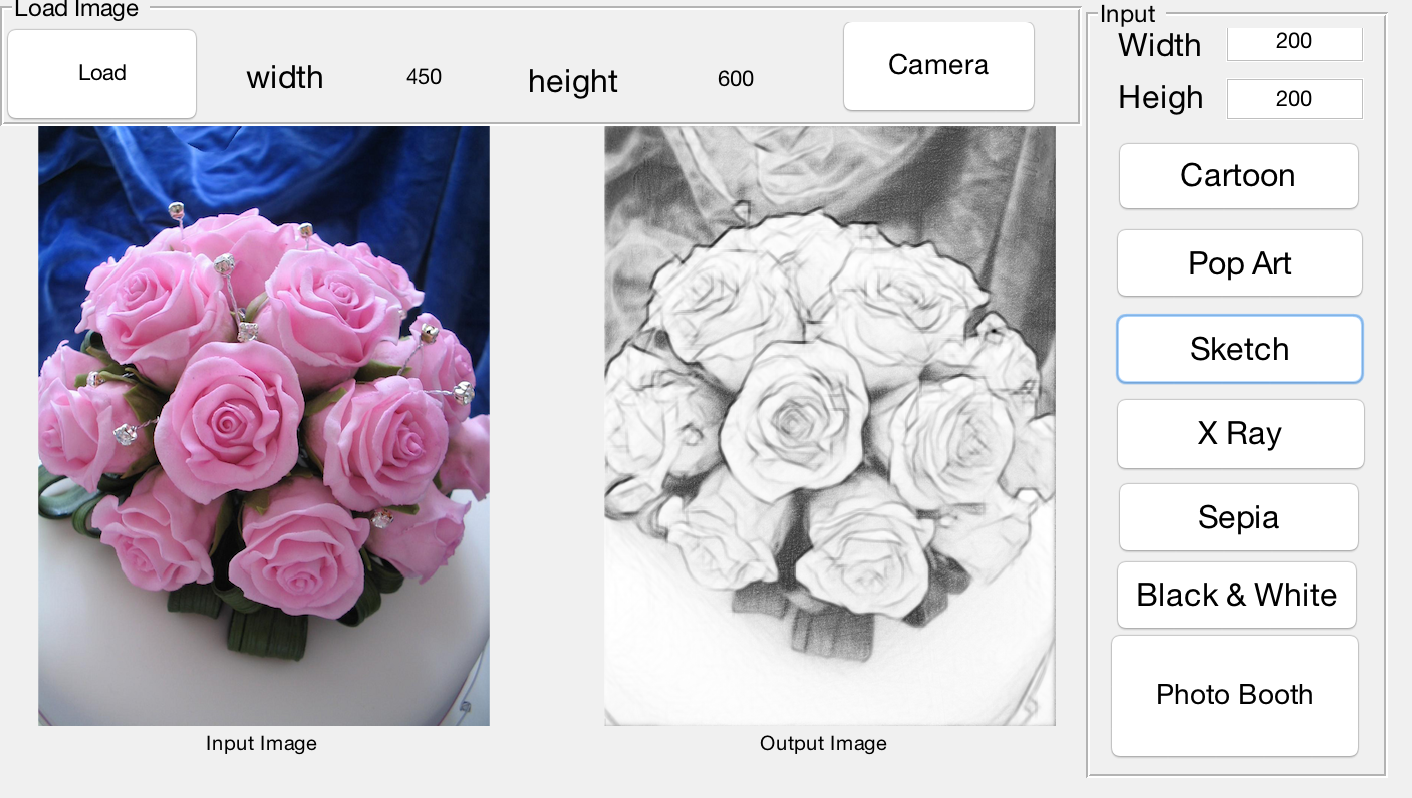 Load Image
Load
width
450
height
600
Camera
Input Image
Output Image
Input
Width
200
Heigh
200
Cartoon
Pop Art
Sketch
X Ray
Sepia
Black & White
Photo Booth